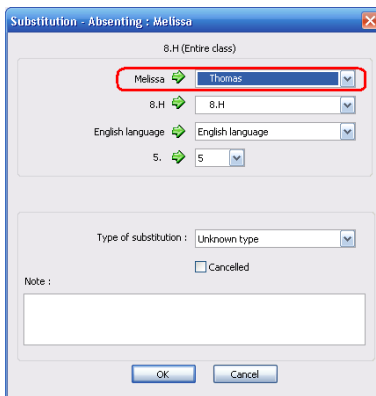 Substitution - Absenting : Melissa
8.H (Entire class)
Melissa Thomas
8.H 8.H
English language English language
5. 5
Type of substitution : Unknown type
Cancelled
Note :
OK Cancel